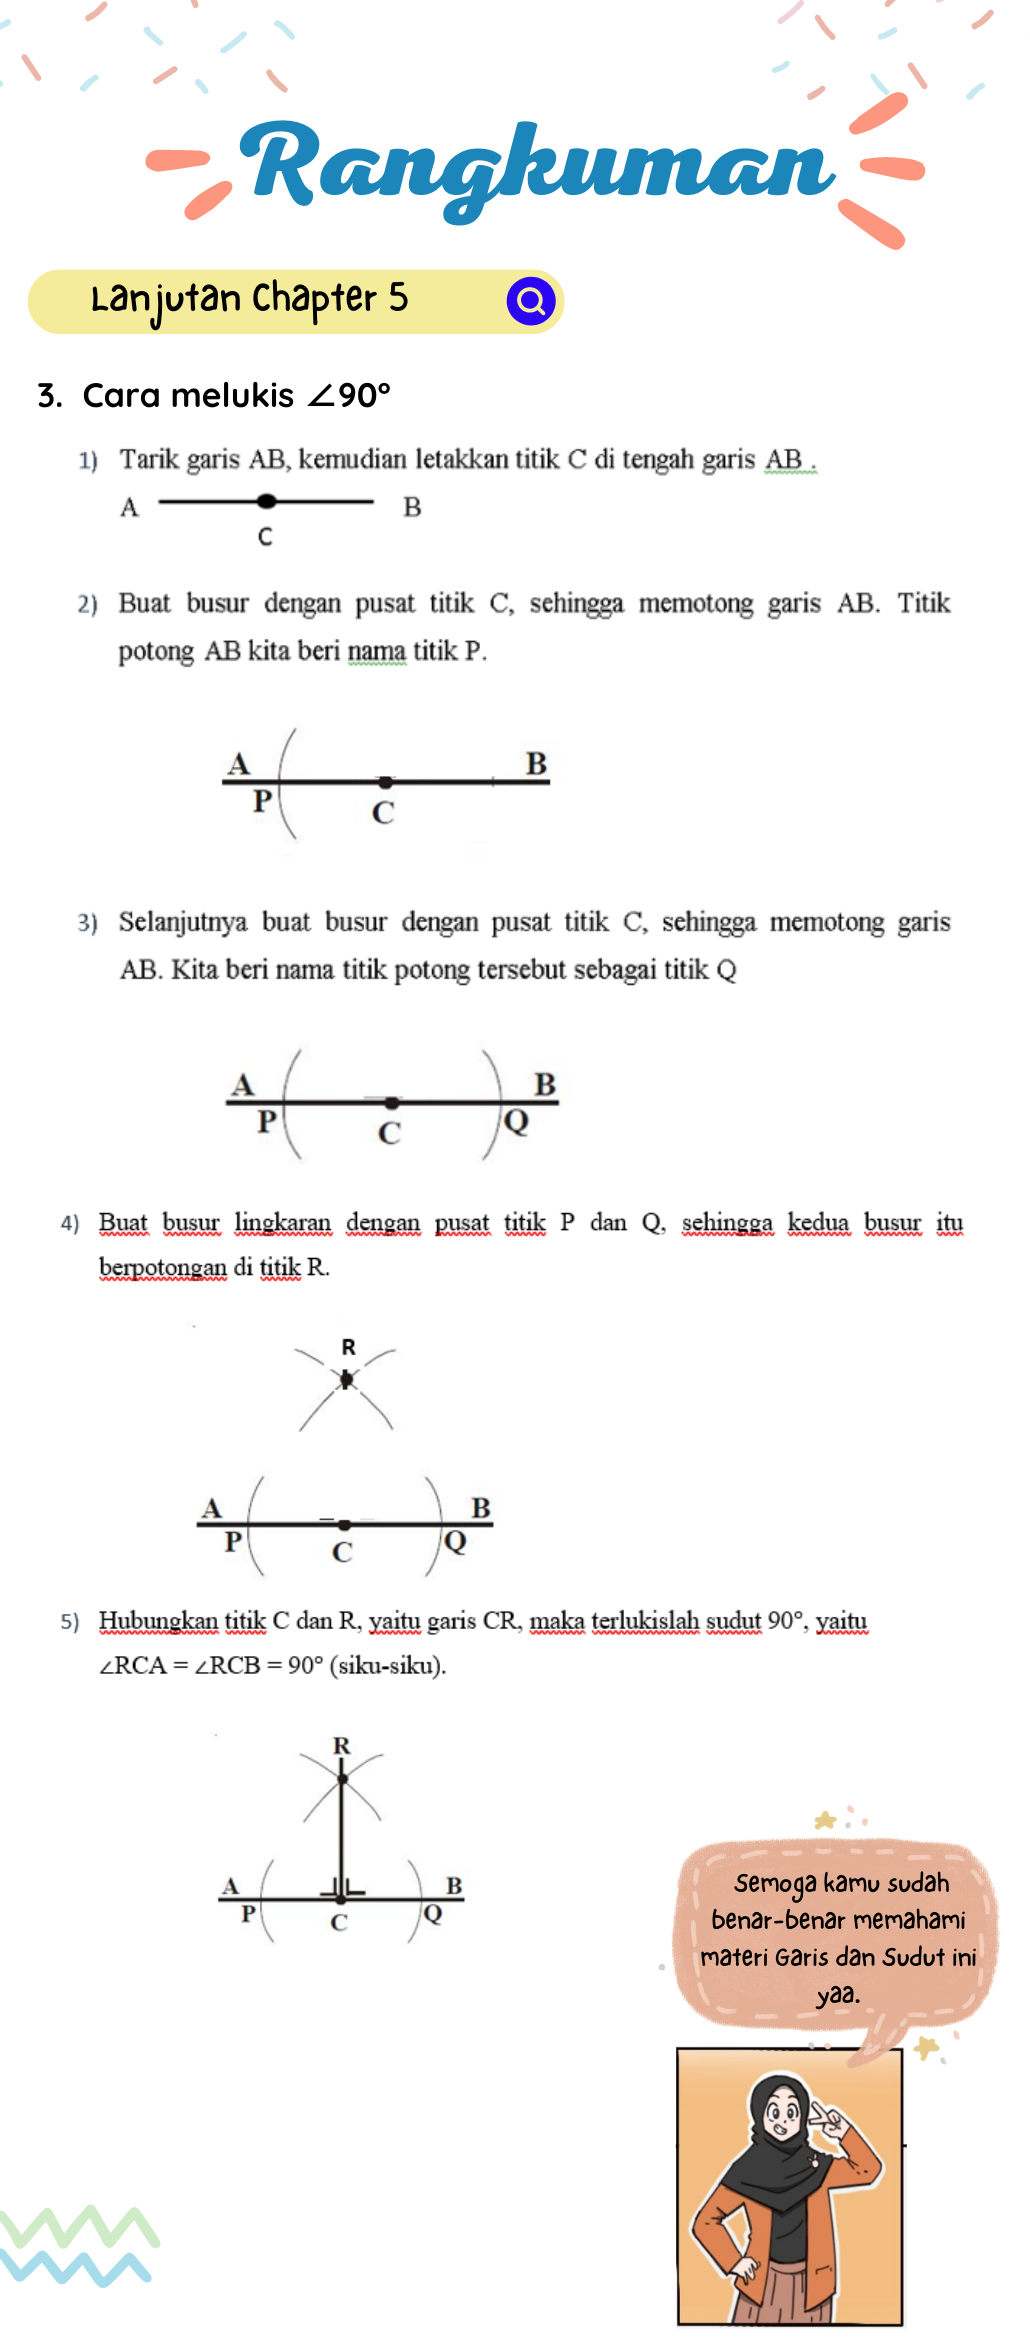 Rangkuman
Lanjutan Chapter 5
3. Cara melukis ∠90°
1) Tarik garis AB, kemudian letakkan titik C di tengah garis AB .
A B
C
2) Buat busur dengan pusat titik C, sehingga memotong garis AB. Titik
potong AB kita beri nama titik P.
A B
P C
3) Selanjutnya buat busur dengan pusat titik C, sehingga memotong garis
AB. Kita beri nama titik potong tersebut sebagai titik Q
A B
P C Q
4) Buat busur lingkaran dengan pusat titik P dan Q, sehingga kedua busur itu
berpotongan di titik R.
R
A B
P C Q
5) Hubungkan titik C dan R, yaitu garis CR, maka terlukislah sudut 90°, yaitu
∠RCA = ∠RCB = 90° (siku-siku).
R
A B
P C Q
Semoga kamu sudah
benar-benar memahami
materi Garis dan Sudut ini
yaa.